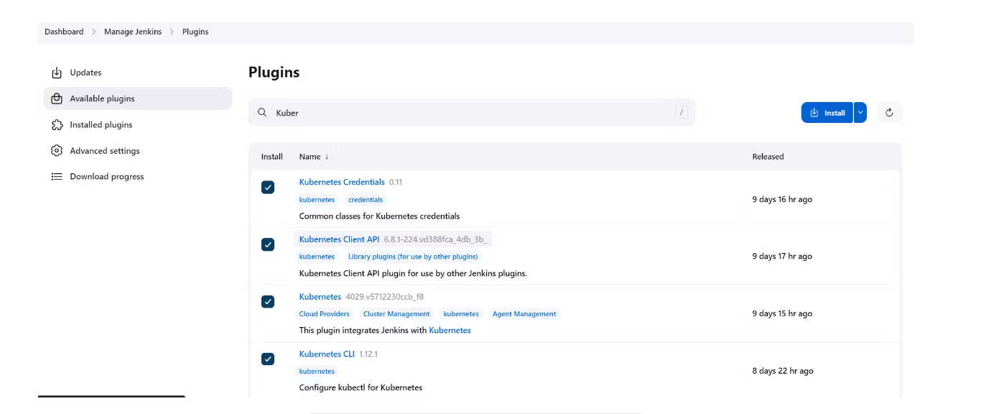 Dashboard > Manage Jenkins > Plugins
Updates
Available plugins
Installed plugins
Advanced settings
Download progress
Plugins
Kuber /
Install
Install Name ↓ Released
Kubernetes Credentials 0.11
kubernetes credentials
Common classes for Kubernetes credentials
9 days 16 hr ago
Kubernetes Client API 6.8.1-224.vd388fca_4db_3b_
kubernetes Library plugins (for use by other plugins)
Kubernetes Client API plugin for use by other Jenkins plugins.
9 days 17 hr ago
Kubernetes 4029.v5712230ccb_f8
Cloud Providers Cluster Management kubernetes Agent Management
This plugin integrates Jenkins with Kubernetes
9 days 15 hr ago
Kubernetes CLI 1.12.1
kubernetes
Configure kubectl for Kubernetes
8 days 22 hr ago